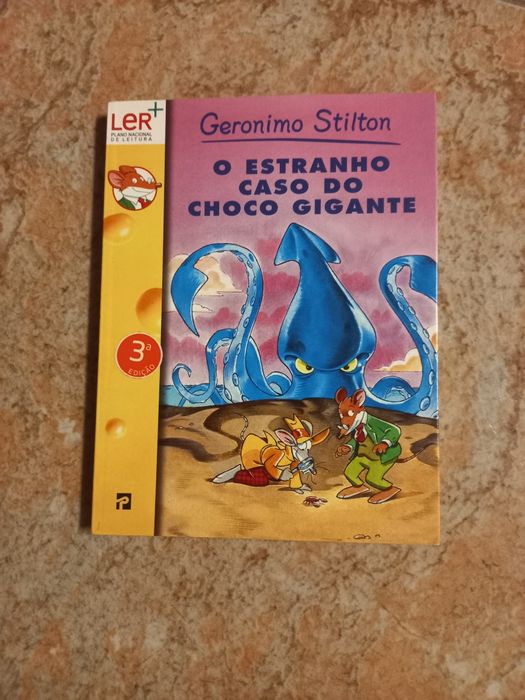 LeR+
PLANO NACIONAL
DE LEITURA
Geronimo Stilton
O ESTRANHO
CASO DO
CHOCO GIGANTE
3ª
EDIÇÃO